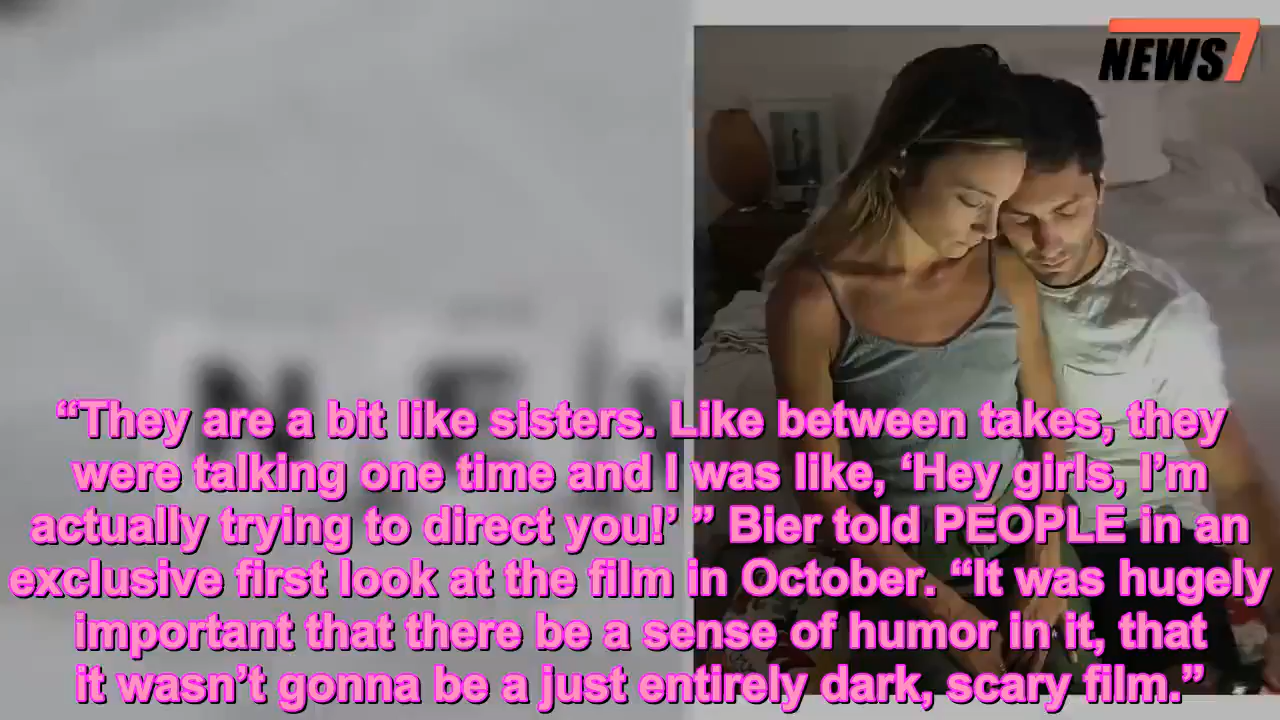 NEWS7
“They are a bit like sisters. Like between takes, they
were talking one time and I was like, ‘Hey girls, I’m
actually trying to direct you!’ ” Bier told PEOPLE in an
exclusive first look at the film in October. “It was hugely
important that there be a sense of humor in it, that
it wasn’t gonna be a just entirely dark, scary film.”